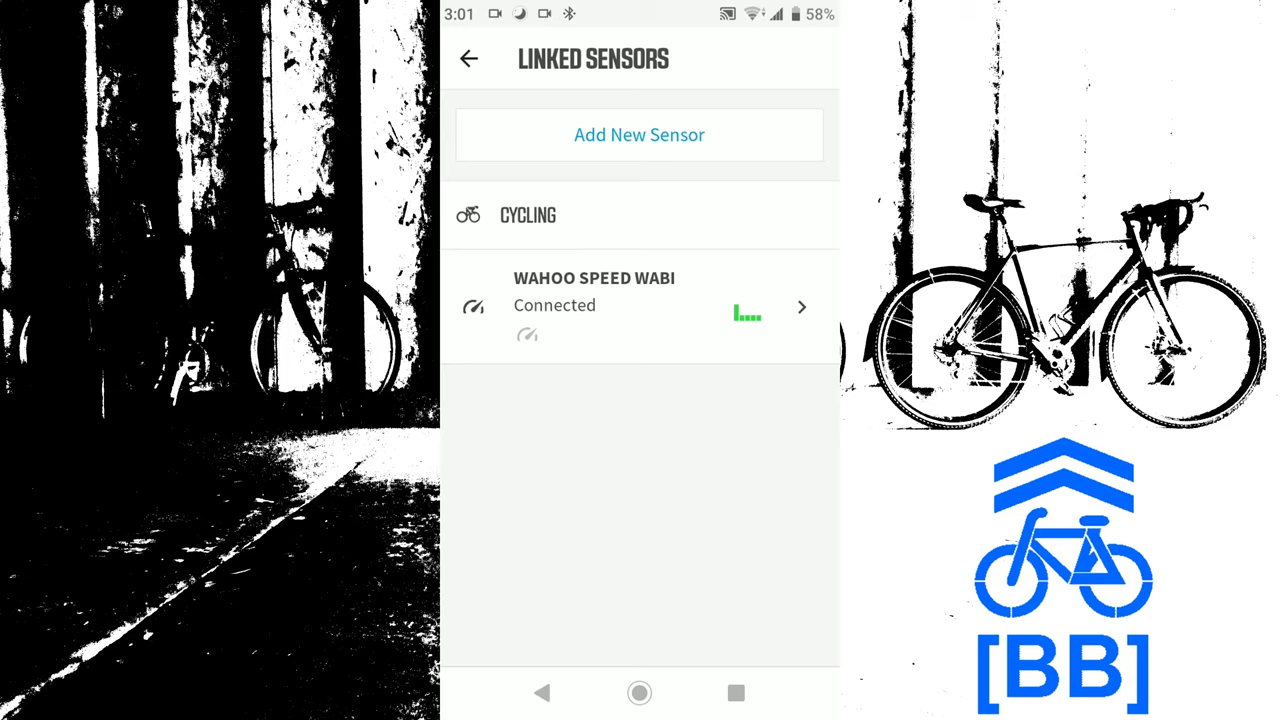 3:01
58%
LINKED SENSORS
Add New Sensor
CYCLING
WAHOO SPEED WABI
Connected
[BB]